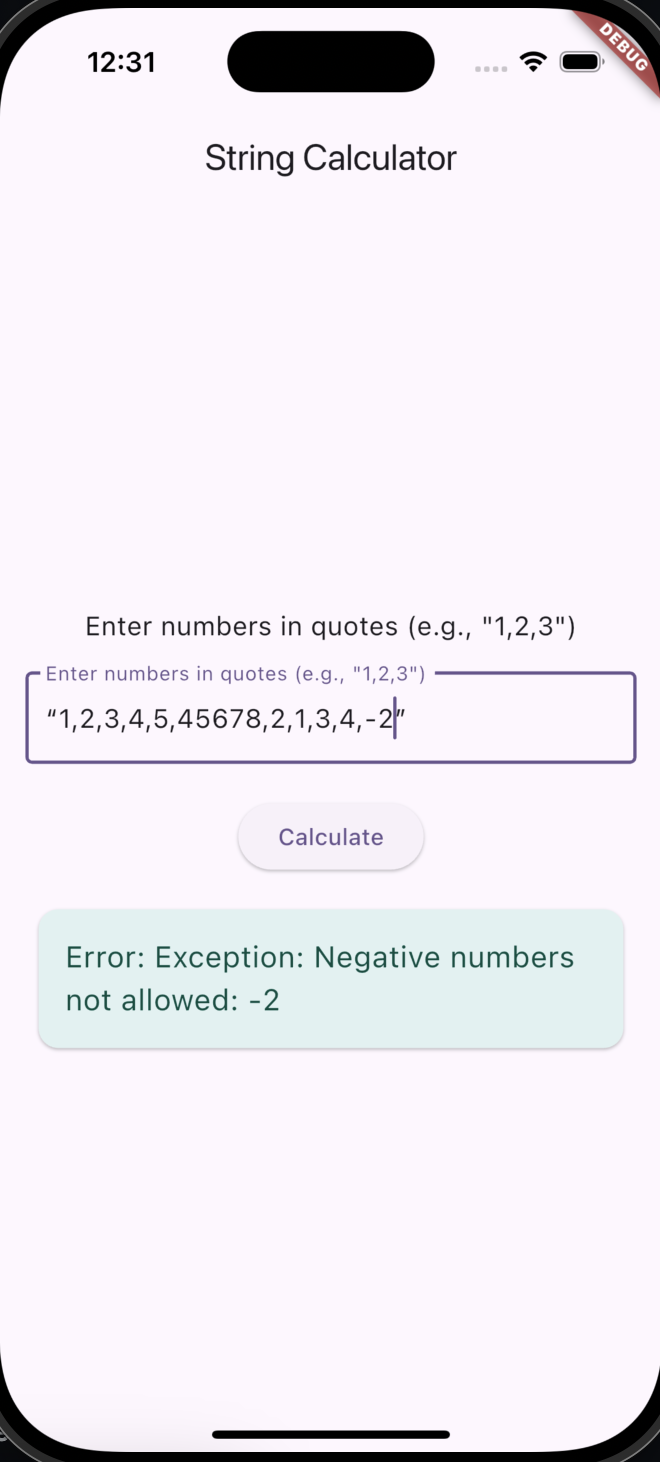 12:31
DEBUG
String Calculator
Enter numbers in quotes (e.g., "1,2,3")
Enter numbers in quotes (e.g., "1,2,3")
“1,2,3,4,5,45678,2,1,3,4,-2”
Calculate
Error: Exception: Negative numbers
not allowed: -2